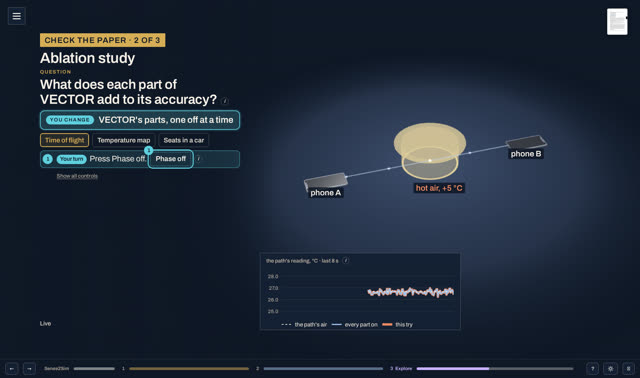 CHECK THE PAPER · 2 OF 3
Ablation study
QUESTION
What does each part of
VECTOR add to its accuracy? i
YOU CHANGE VECTOR's parts, one off at a time
Time of flight Temperature map Seats in a car
1
1 Your turn Press Phase off. Phase off i
Show all controls
phone B
phone A
hot air, +5 °C
the path's reading, °C · last 8 s i
28.0
27.0
26.0
25.0
the path's air every part on this try
Live
← → Sens2Sint 1 2 3 Explore ?